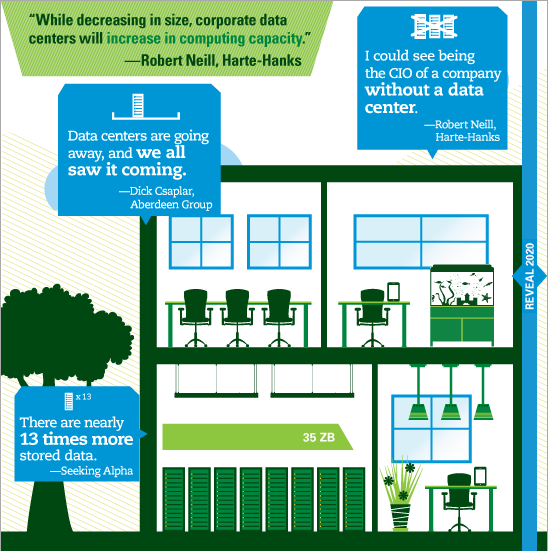 “While decreasing in size, corporate data
centers will increase in computing capacity.”
—Robert Neill, Harte-Hanks
I could see being
the CIO of a company
without a data
center.
—Robert Neill,
Harte-Hanks
Data centers are going
away, and we all
saw it coming.
—Dick Csaplar,
Aberdeen Group
REVEAL 2020
x 13
There are nearly
13 times more
stored data.
—Seeking Alpha
35 ZB